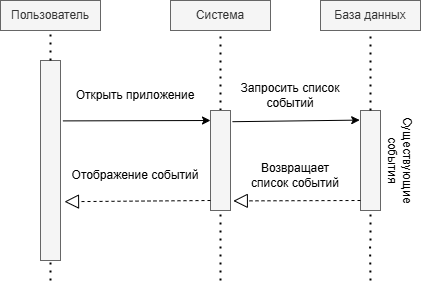 Пользователь
Система
База данных
Открыть приложение
Запросить список
событий
Существующие
события
Отображение событий
Возвращает
список событий